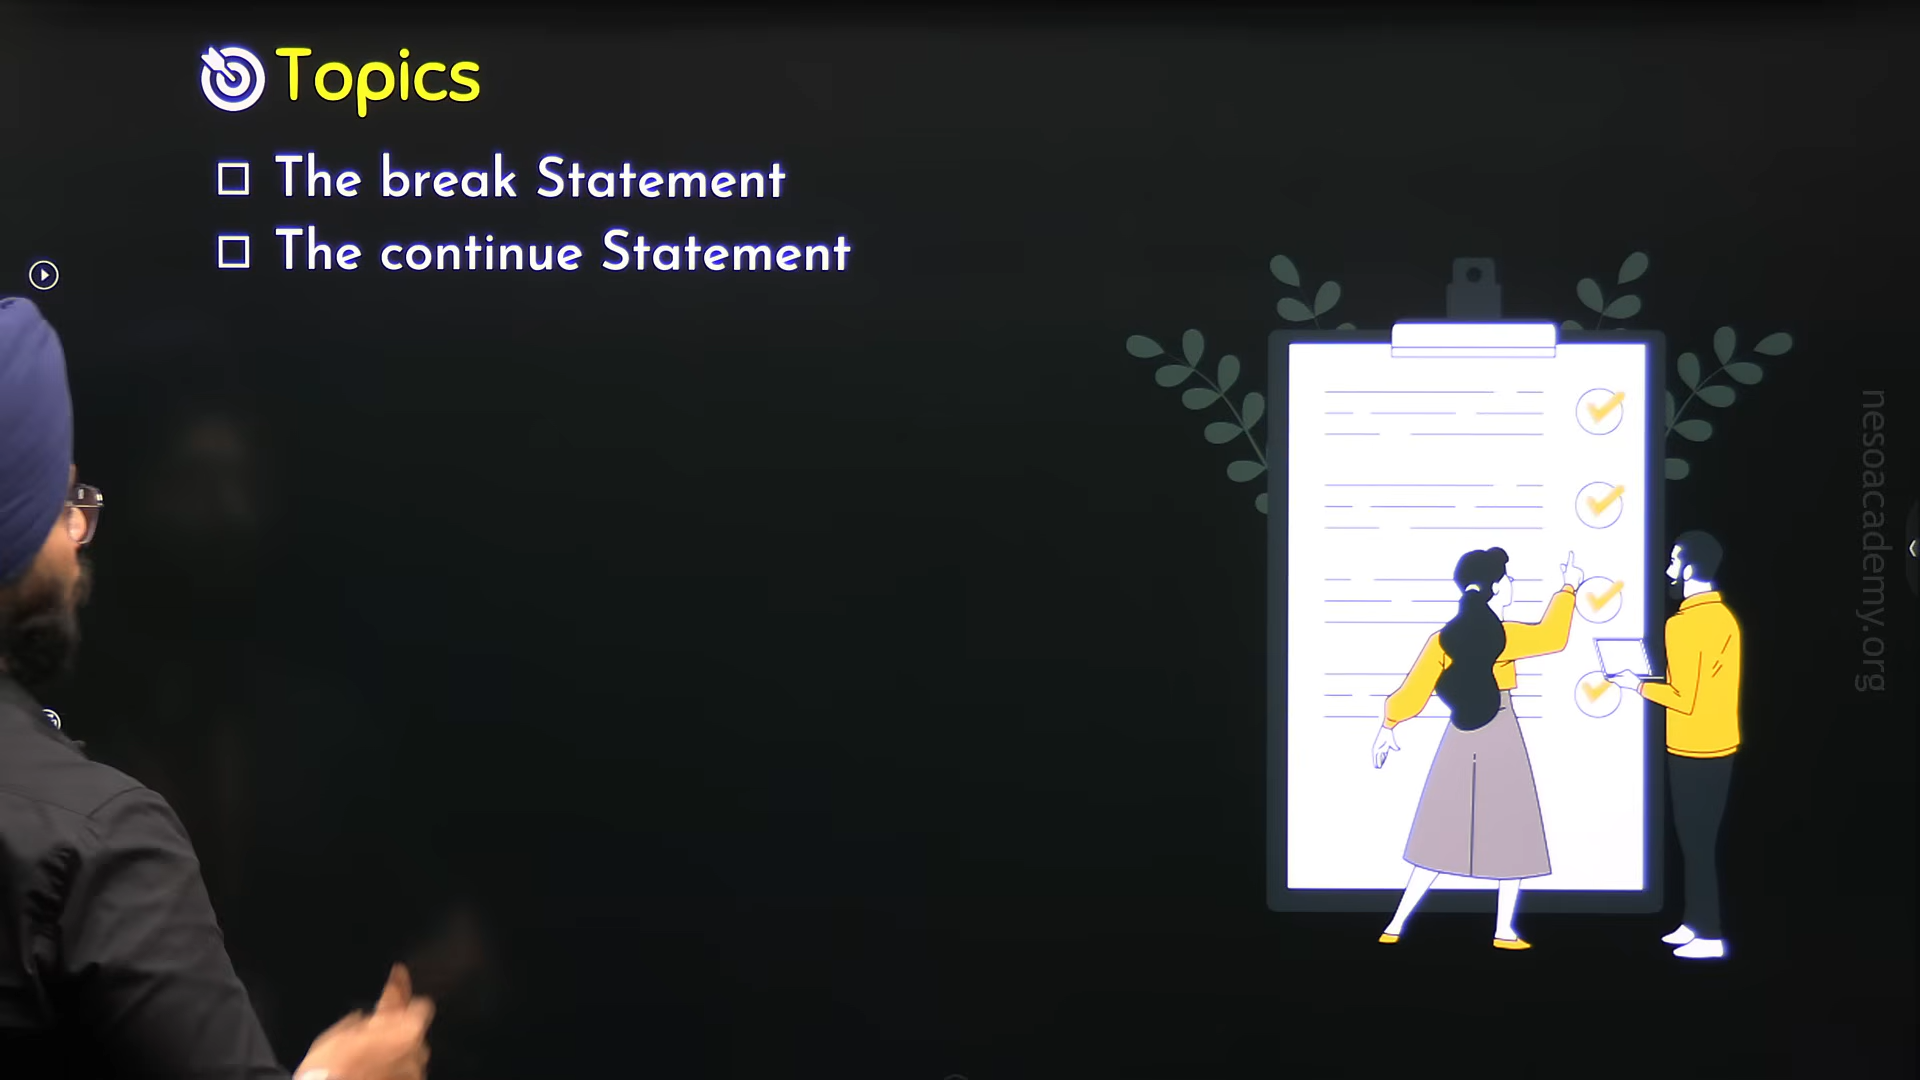 Topics
The break Statement
The continue Statement
nesoacademy.org